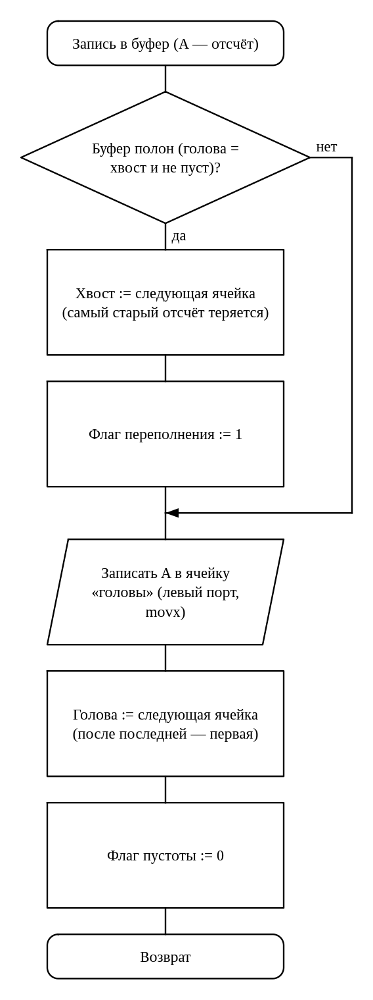 Запись в буфер (А — отсчёт)
Буфер полон (голова =
хвост и не пуст)?
нет
да
Хвост := следующая ячейка
(самый старый отсчёт теряется)
Флаг переполнения := 1
Записать А в ячейку
«головы» (левый порт,
movx)
Голова := следующая ячейка
(после последней — первая)
Флаг пустоты := 0
Возврат